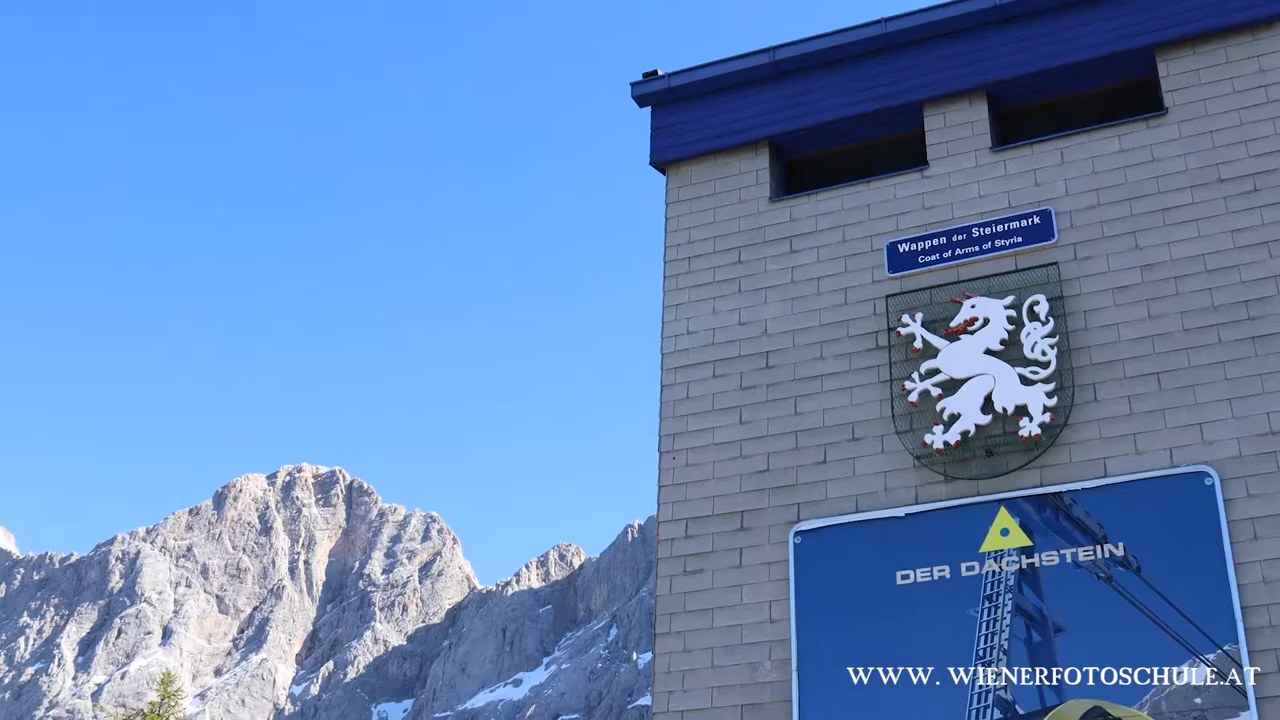 Wappen der Steiermark
Coat of Arms of Styria
DER DACHSTEIN
WWW.WIENERFOTOSCHULE.AT